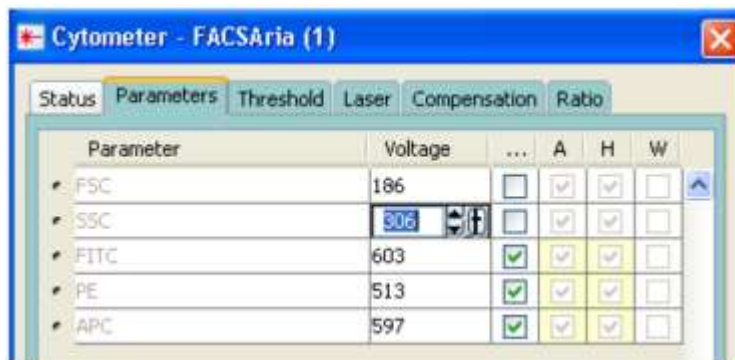 Cytometer - FACSAria (1)
Status Parameters Threshold Laser Compensation Ratio
Parameter Voltage ... A H W
FSC 186
SSC 306
FITC 603
PE 513
APC 597